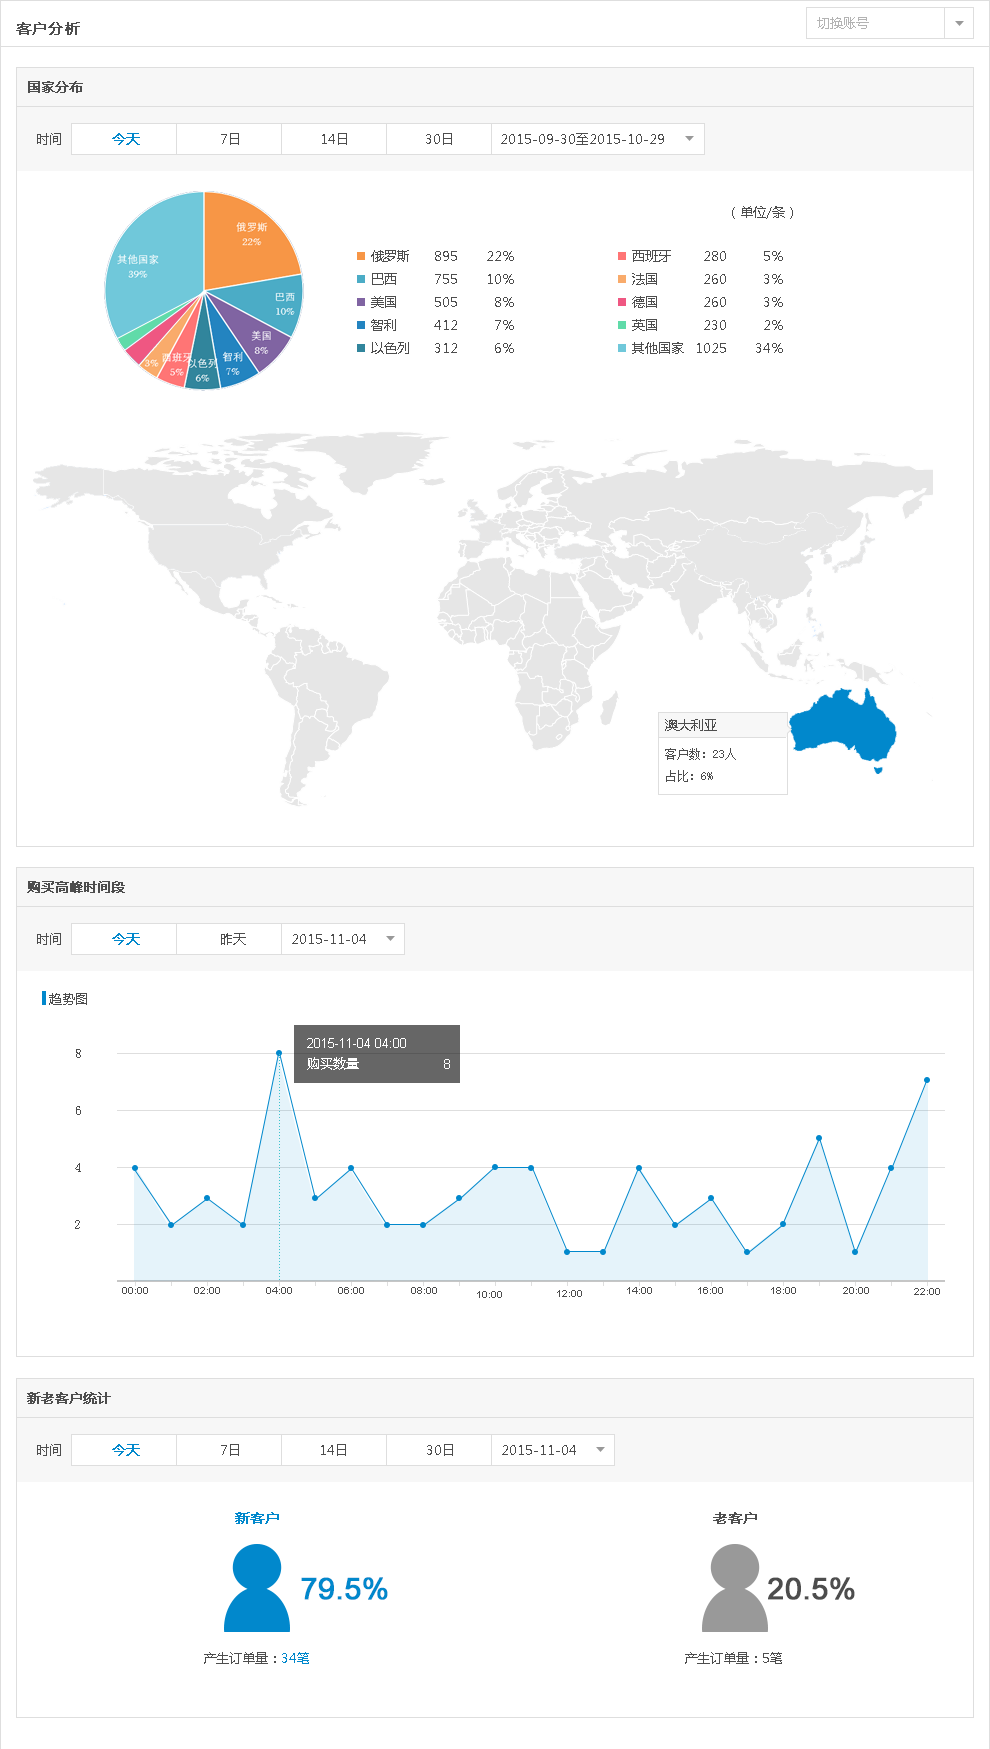 客户分析
切换账号
国家分布
时间 今天 7日 14日 30日 2015-09-30至2015-10-29
(单位/条)
俄罗斯
22%
其他国家
39%
巴西
10%
美国
8%
智利
7%
以色列
6%
西班牙
5%
3%
俄罗斯 895 22% 西班牙 280 5%
巴西 755 10% 法国 260 3%
美国 505 8% 德国 260 3%
智利 412 7% 英国 230 2%
以色列 312 6% 其他国家 1025 34%
澳大利亚
客户数：23人
占比：6%
购买高峰时间段
时间 今天 昨天 2015-11-04
趋势图
2015-11-04 04:00
购买数量 8
8
6
4
2
00:00 02:00 04:00 06:00 08:00 10:00 12:00 14:00 16:00 18:00 20:00 22:00
新老客户统计
时间 今天 7日 14日 30日 2015-11-04
新客户 老客户
79.5% 20.5%
产生订单量：34笔 产生订单量：5笔